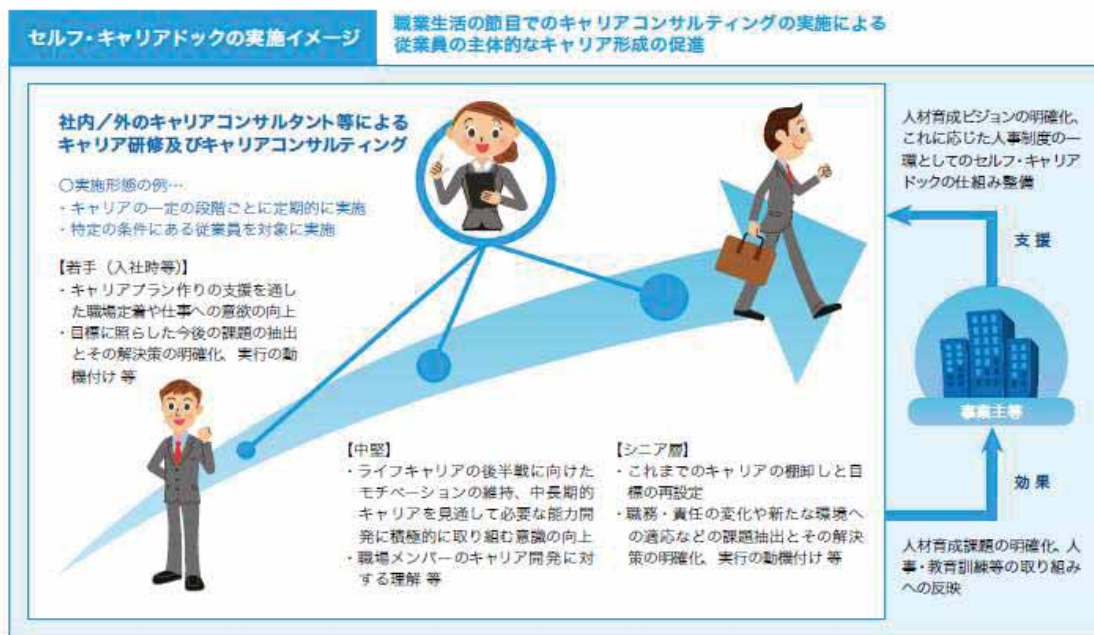 セルフ・キャリアドックの実施イメージ
職業生活の節目でのキャリアコンサルティングの実施による
従業員の主体的なキャリア形成の促進
社内／外のキャリアコンサルタント等による
キャリア研修及びキャリアコンサルティング
○実施形態の例…
・キャリアの一定の段階ごとに定期的に実施
・特定の条件にある従業員を対象に実施
【若手（入社時等）】
・キャリアプラン作りの支援を通し
た職場定着や仕事への意欲の向上
・目標に照らした今後の課題の抽出
とその解決策の明確化、実行の動
機付け 等
【中堅】
・ライフキャリアの後半戦に向けた
モチベーションの維持、中長期的
キャリアを見通して必要な能力開
発に積極的に取り組む意識の向上
・職場メンバーのキャリア開発に対
する理解 等
【シニア層】
・これまでのキャリアの棚卸しと目
標の再設定
・職務・責任の変化や新たな環境へ
の適応などの課題抽出とその解決
策の明確化、実行の動機付け 等
人材育成ビジョンの明確化、
これに応じた人事制度の一
環としてのセルフ・キャリア
ドックの仕組み整備
支援
事業主等
効果
人材育成課題の明確化、人
事・教育訓練等の取り組み
への反映